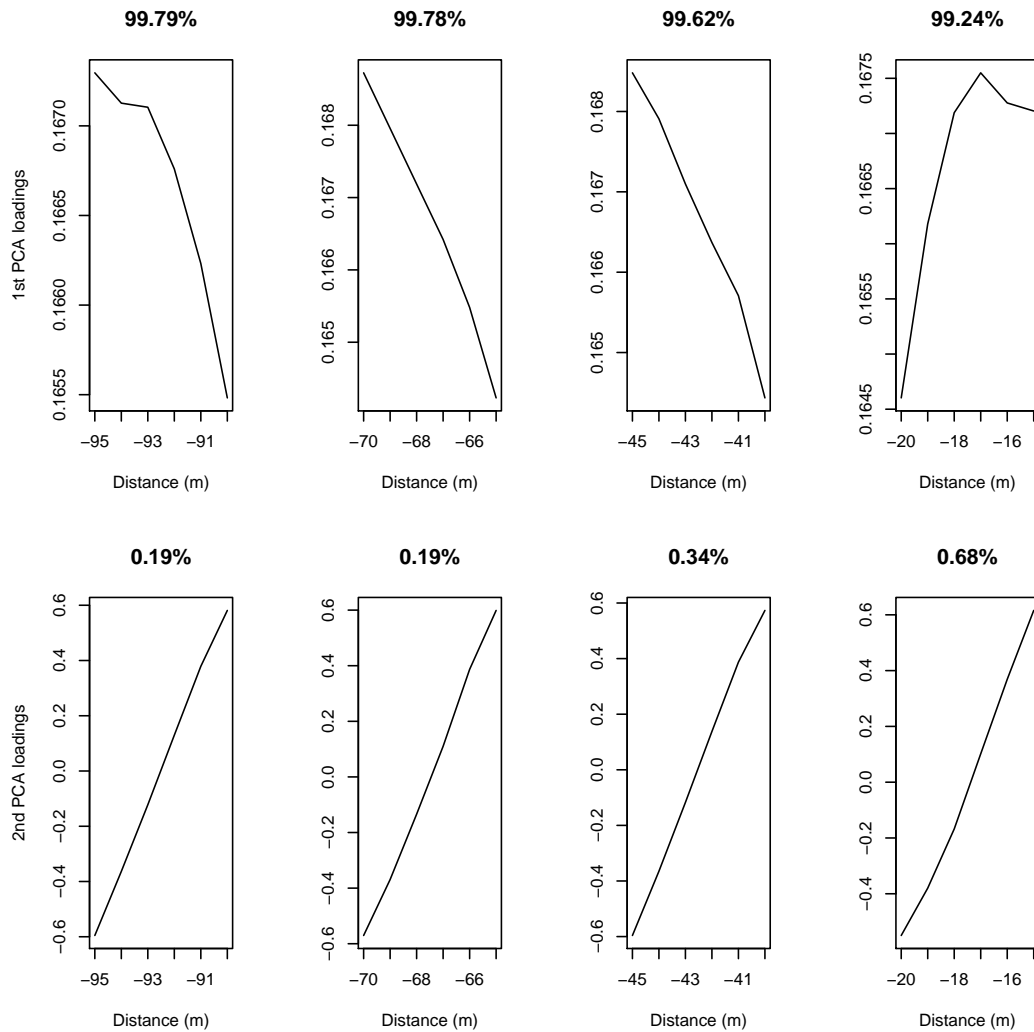 99.79%
99.78%
99.62%
99.24%
1st PCA loadings
0.1655
0.1660
0.1665
0.1670
0.165
0.166
0.167
0.168
0.165
0.166
0.167
0.168
0.1645
0.1655
0.1665
0.1675
−95 −93 −91
−70 −68 −66
−45 −43 −41
−20 −18 −16
Distance (m)
Distance (m)
Distance (m)
Distance (m)
0.19%
0.19%
0.34%
0.68%
2nd PCA loadings
−0.6 −0.4 −0.2 0.0 0.2 0.4 0.6
−0.6 −0.4 −0.2 0.0 0.2 0.4 0.6
−0.6 −0.4 −0.2 0.0 0.2 0.4 0.6
−0.4 −0.2 0.0 0.2 0.4 0.6
−95 −93 −91
−70 −68 −66
−45 −43 −41
−20 −18 −16
Distance (m)
Distance (m)
Distance (m)
Distance (m)